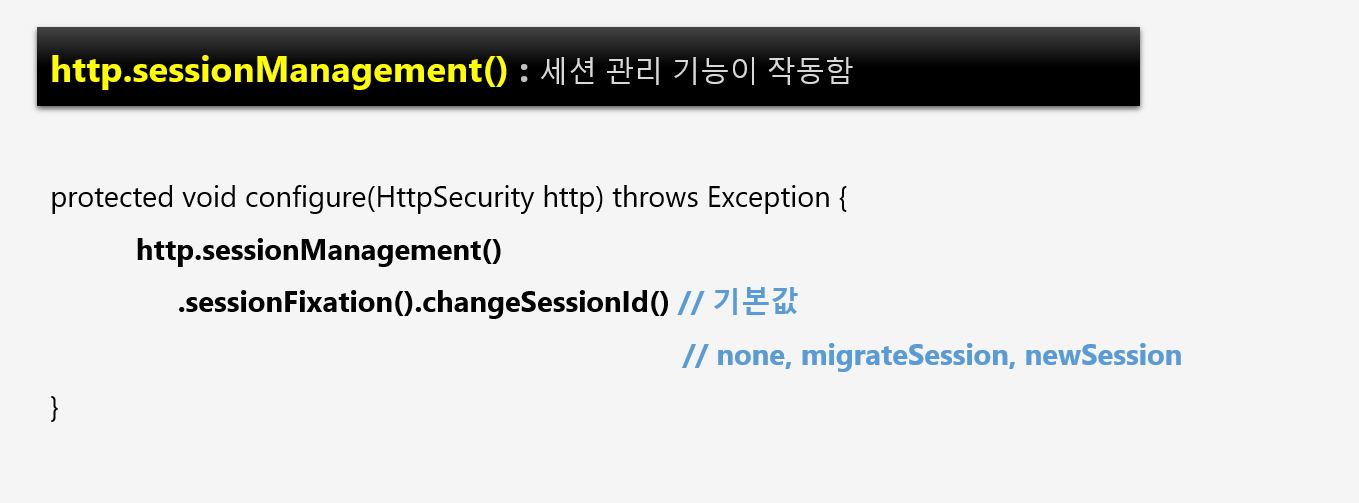 http.sessionManagement() : 세션 관리 기능이 작동함
protected void configure(HttpSecurity http) throws Exception {
http.sessionManagement()
.sessionFixation().changeSessionId() // 기본값
// none, migrateSession, newSession
}